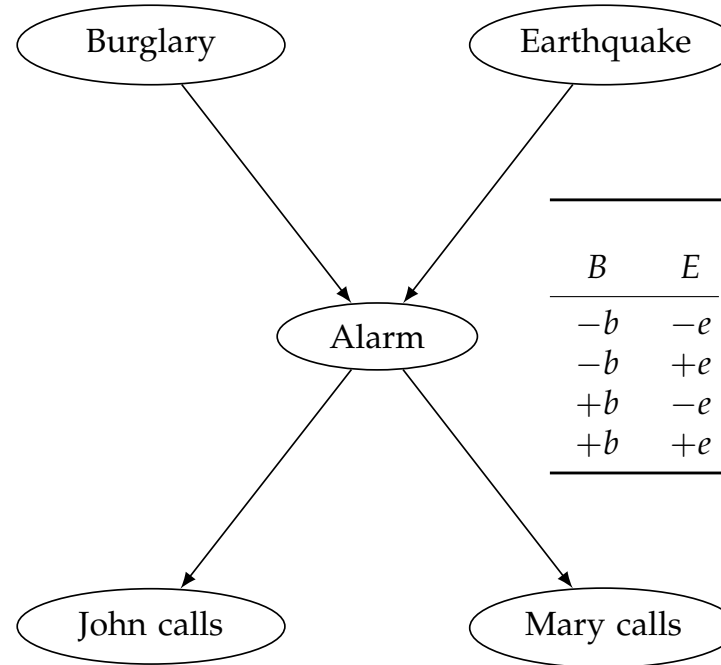 Burglary Earthquake
B E
−b −e
−b +e
Alarm
+b −e
+b +e
John calls Mary calls